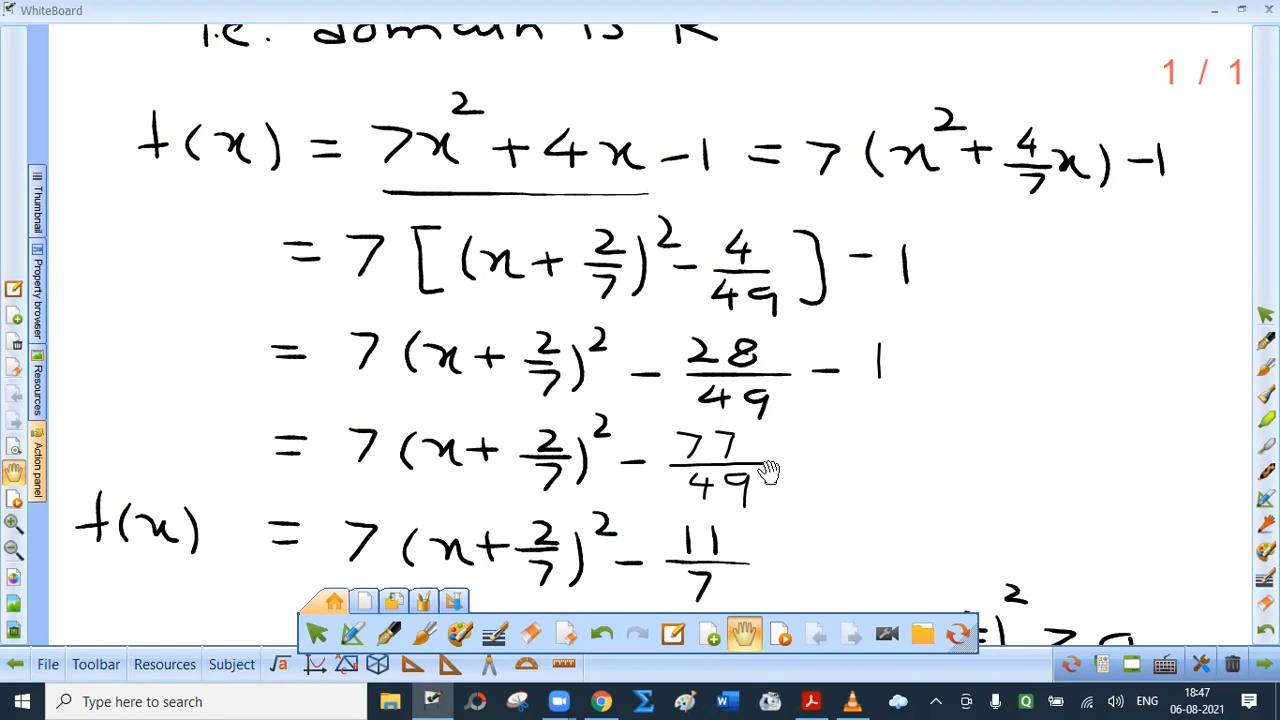 WhiteBoard
i.e. domain is R
1 / 1
f(x) = 7x² + 4x - 1 = 7(x² + 4/7 x) - 1
= 7[(x + 2/7)² - 4/49] - 1
= 7(x + 2/7)² - 28/49 - 1
= 7(x + 2/7)² - 77/49
f(x) = 7(x + 2/7)² - 11/7
Thumbnail
Property browser
Resources
Action panel
File Toolbar Resources Subject
Type here to search
ENG
18:47
06-08-2021